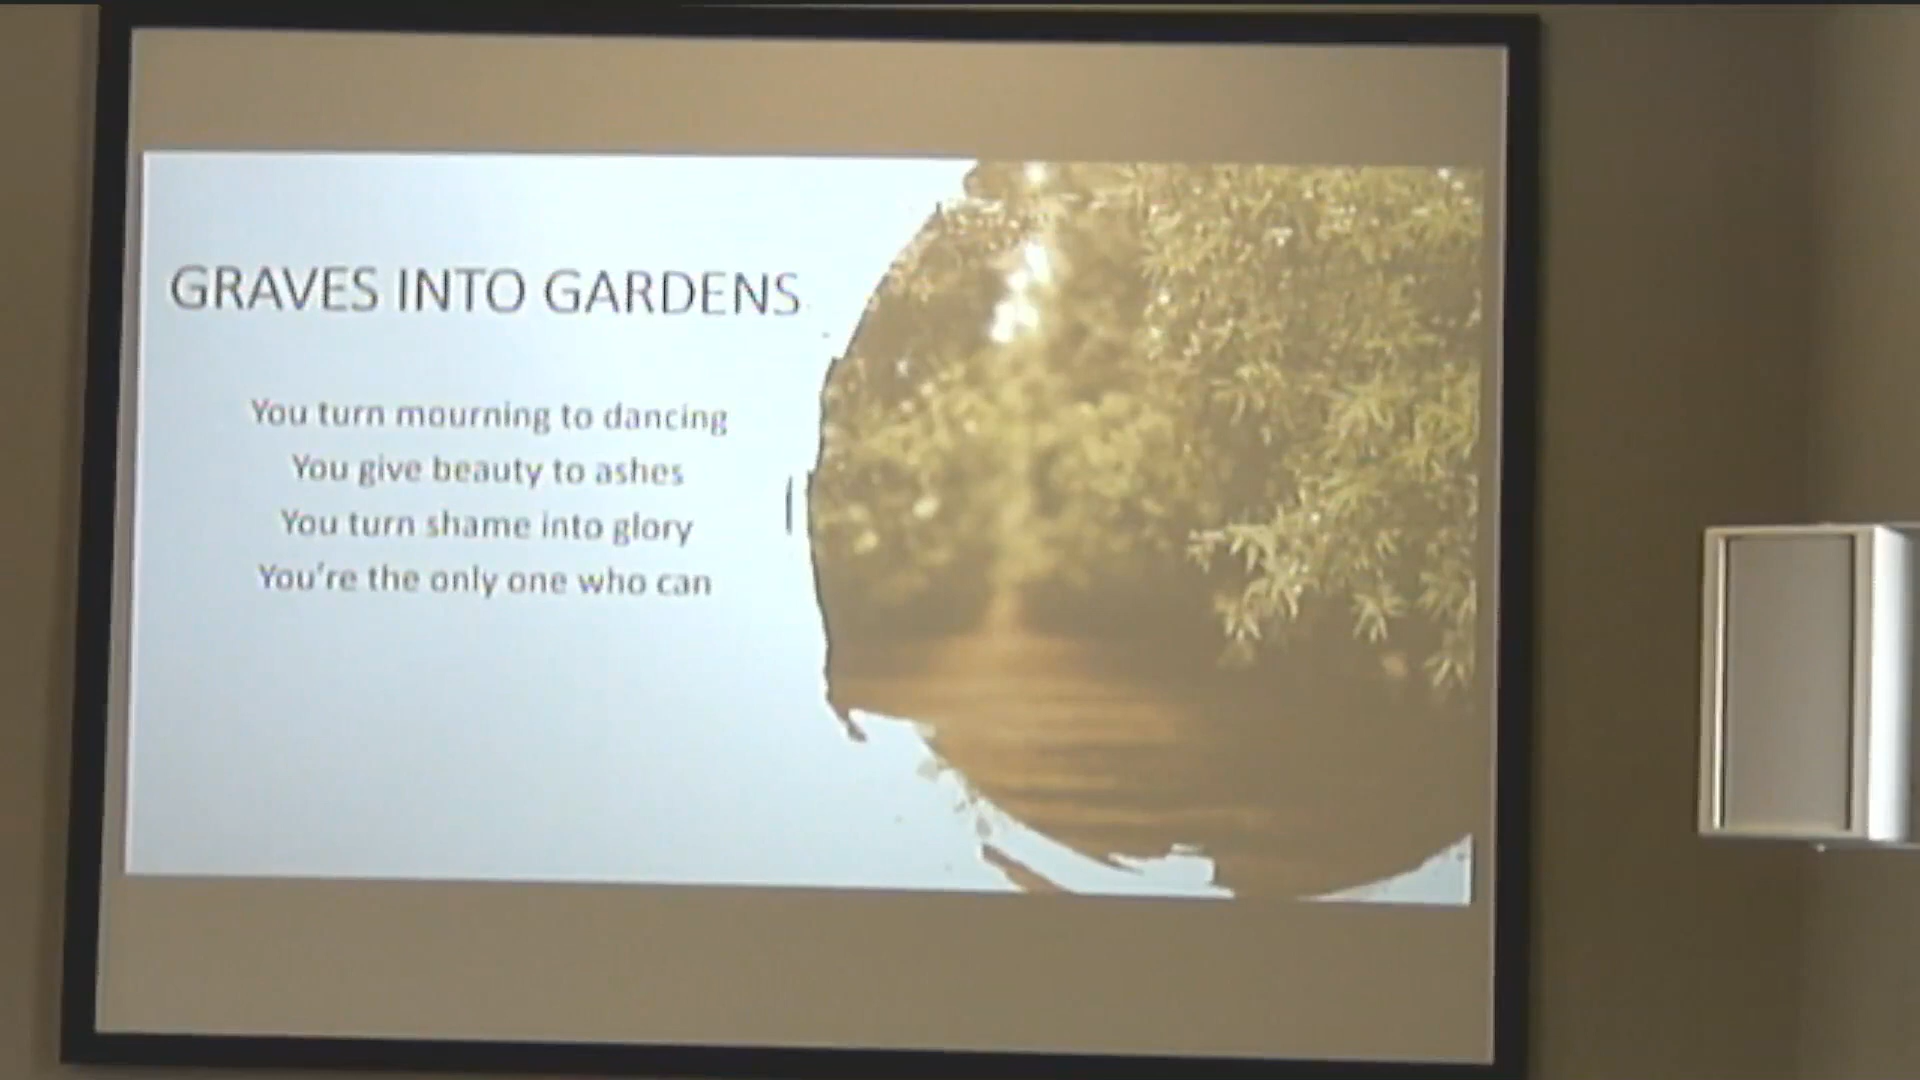 GRAVES INTO GARDENS
You turn mourning to dancing
You give beauty to ashes
You turn shame into glory
You're the only one who can